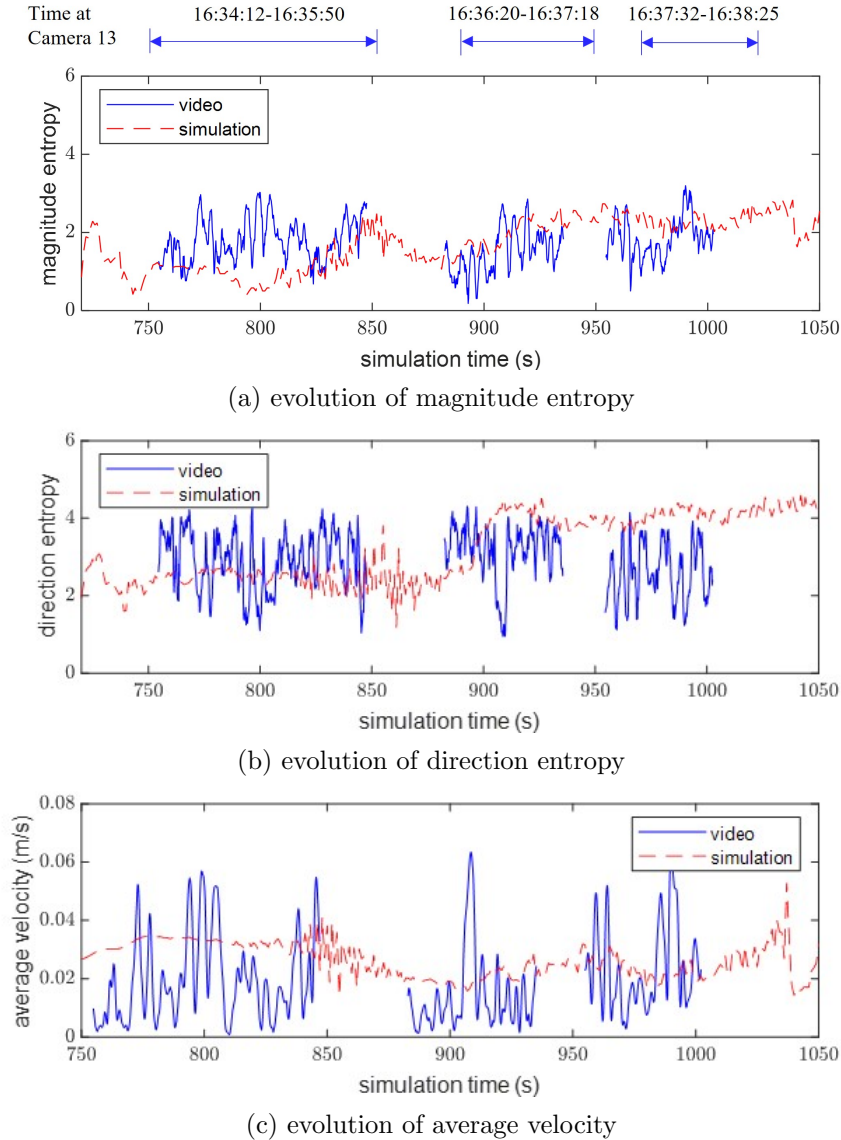 Time at
Camera 13
16:34:12-16:35:50
16:36:20-16:37:18
16:37:32-16:38:25
6
4
2
0
magnitude entropy
video
simulation
750
800
850
900
950
1000
1050
simulation time (s)
(a) evolution of magnitude entropy
6
4
2
0
direction entropy
video
simulation
750
800
850
900
950
1000
1050
simulation time (s)
(b) evolution of direction entropy
0.08
0.06
0.04
0.02
0
average velocity (m/s)
video
simulation
750
800
850
900
950
1000
1050
simulation time (s)
(c) evolution of average velocity